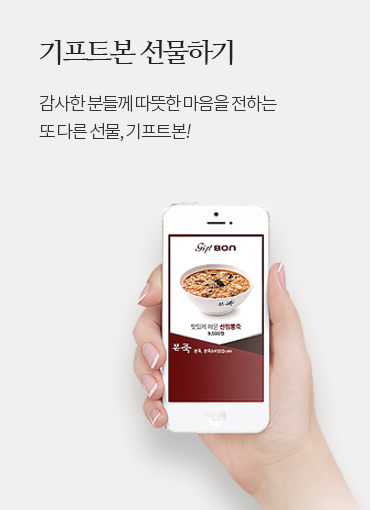 기프트본 선물하기
감사한 분들께 따뜻한 마음을 전하는
또 다른 선물, 기프트본!
Gift BON
본죽
맛있게 매운 신짬뽕죽
9,500원
본죽 본죽, 본죽&비빔밥cafe